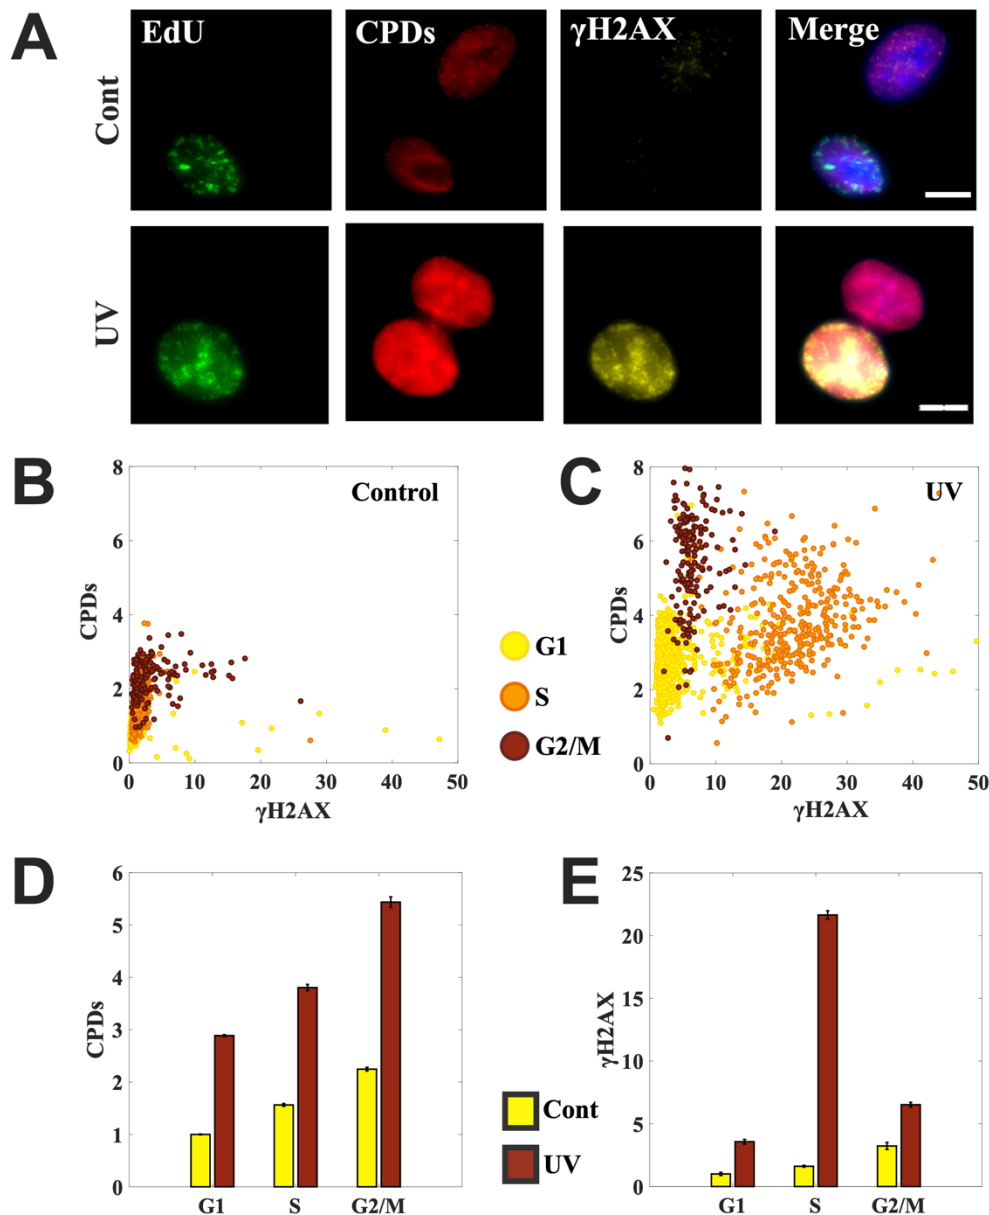 A
EdU
CPDs
γH2AX
Merge
Cont
UV
B
Control
CPDs
8
6
4
2
0
0
10
20
30
40
50
γH2AX
G1
S
G2/M
C
UV
CPDs
8
6
4
2
0
0
10
20
30
40
50
γH2AX
D
CPDs
6
5
4
3
2
1
0
G1
S
G2/M
Cont
UV
E
γH2AX
25
20
15
10
5
0
G1
S
G2/M